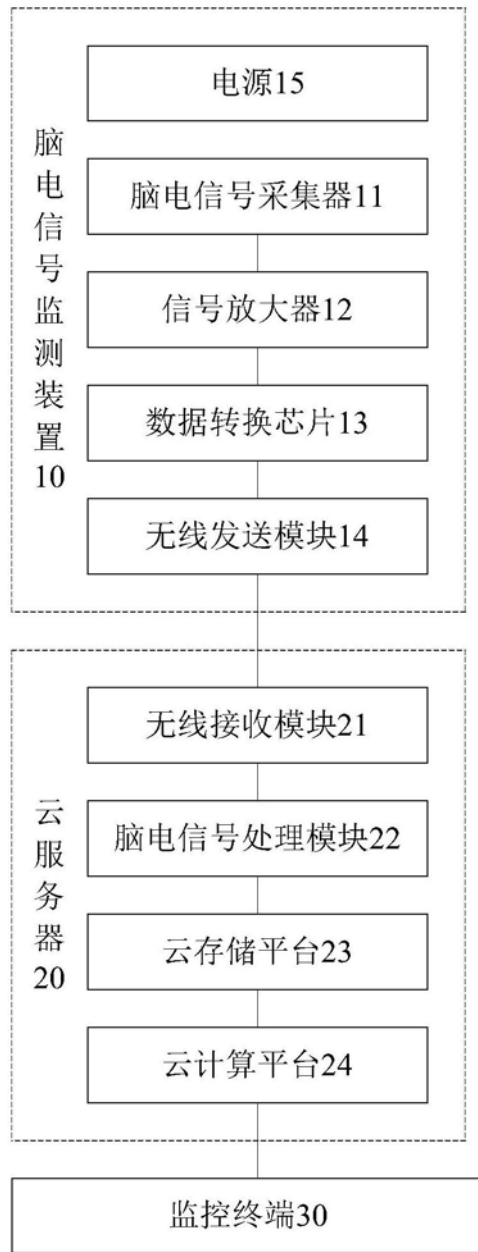 脑电信号监测装置10
电源15
脑电信号采集器11
信号放大器12
数据转换芯片13
无线发送模块14
云服务器20
无线接收模块21
脑电信号处理模块22
云存储平台23
云计算平台24
监控终端30